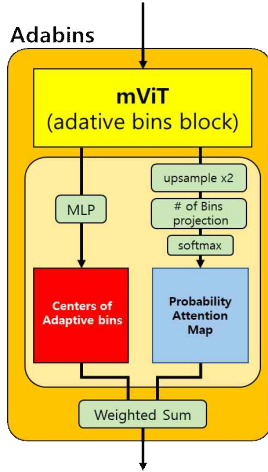 Adabins
mViT
(adative bins block)
upsample x2
MLP
# of Bins
projection
softmax
Centers of
Adaptive bins
Probability
Attention
Map
Weighted Sum